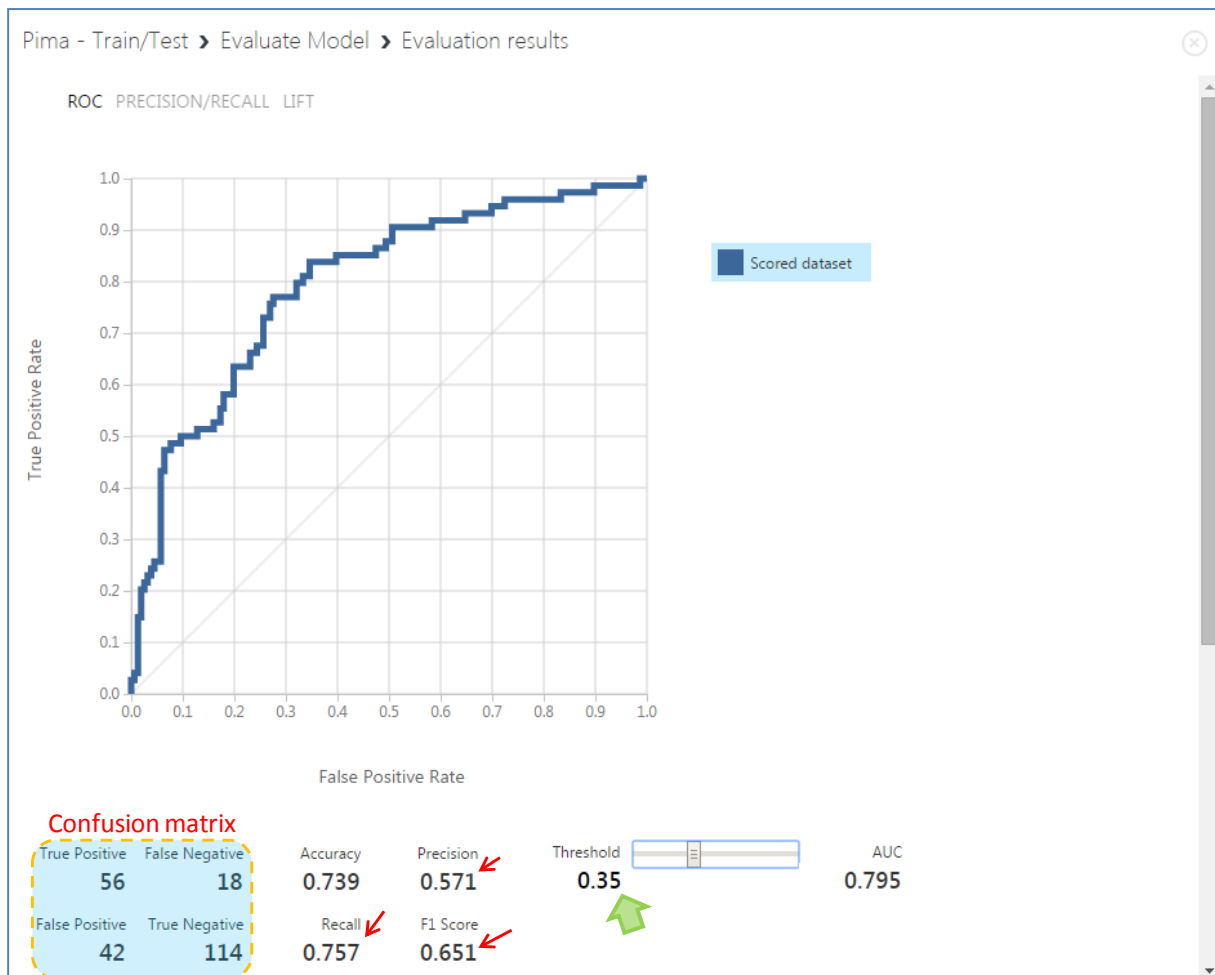 Pima - Train/Test > Evaluate Model > Evaluation results
ROC PRECISION/RECALL LIFT
1.0
0.9
0.8
0.7
0.6
0.5
0.4
0.3
0.2
0.1
0.0
True Positive Rate
0.0 0.1 0.2 0.3 0.4 0.5 0.6 0.7 0.8 0.9 1.0
False Positive Rate
Scored dataset
Confusion matrix
True Positive False Negative
56 18
False Positive True Negative
42 114
Accuracy Precision
0.739 0.571
Recall F1 Score
0.757 0.651
Threshold
0.35
AUC
0.795